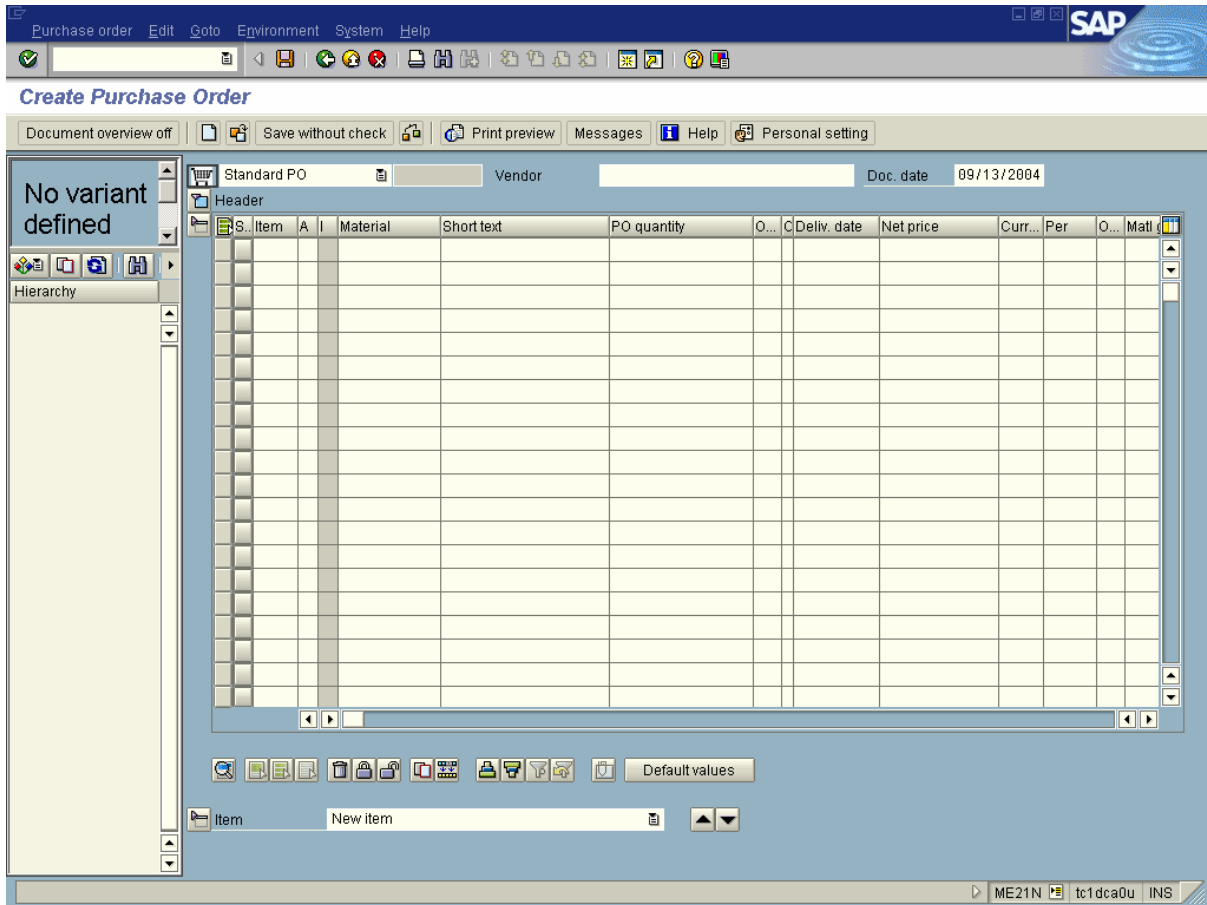 Purchase order Edit Goto Environment System Help
SAP
Create Purchase Order
Document overview off Save without check Print preview Messages Help Personal setting
No variant
defined
Standard PO Vendor Doc. date 09/13/2004
Header
S.. Item A I Material Short text PO quantity O... C Deliv. date Net price Curr... Per O... Matl
Hierarchy
Default values
Item New item
ME21N tc1dca0u INS